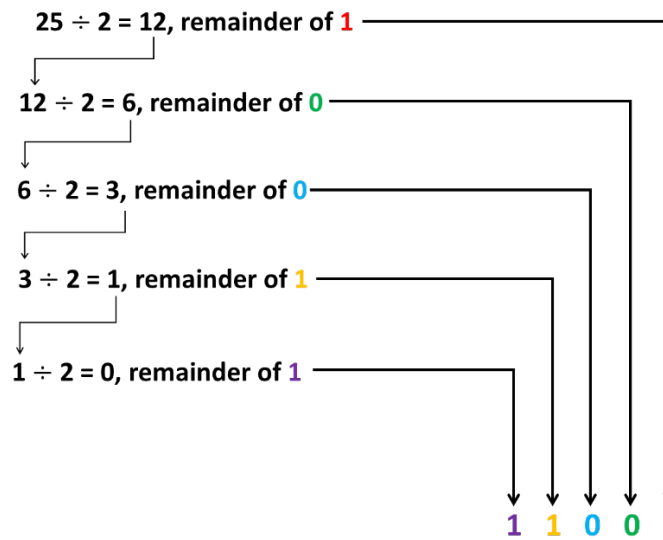 25 ÷ 2 = 12, remainder of 1
12 ÷ 2 = 6, remainder of 0
6 ÷ 2 = 3, remainder of 0
3 ÷ 2 = 1, remainder of 1
1 ÷ 2 = 0, remainder of 1
1 1 0 0